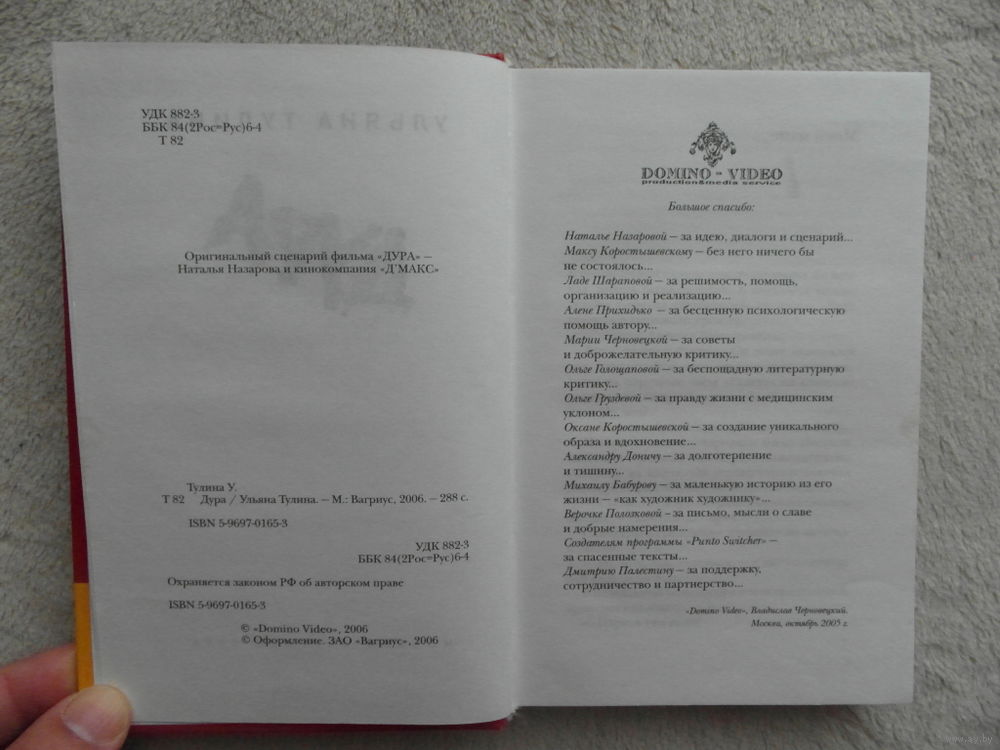 УДК 882-3
ББК 84(2Рос=Рус)6-4
Т 82
Оригинальный сценарий фильма «ДУРА» –
Наталья Назарова и кинокомпания «Д'МАКС»
Тулина У.
Т 82 Дура / Ульяна Тулина. – М.: Вагриус, 2006. – 288 с.
ISBN 5-9697-0165-3
УДК 882-3
ББК 84(2Рос=Рус)6-4
Охраняется законом РФ об авторском праве
ISBN 5-9697-0165-3
© «Domino Video», 2006
© Оформление. ЗАО «Вагриус», 2006
DOMINO - VIDEO
production&media service
Большое спасибо:
Наталье Назаровой – за идею, диалоги и сценарий...
Максу Коростышевскому – без него ничего бы
не состоялось...
Ладе Шараповой – за решимость, помощь,
организацию и реализацию...
Алене Прихидько – за бесценную психологическую
помощь автору...
Марии Черновецкой – за советы
и доброжелательную критику...
Ольге Голощаповой – за беспощадную литературную
критику...
Ольге Груздевой – за правду жизни с медицинским
уклоном...
Оксане Коростышевской – за создание уникального
образа и вдохновение...
Александру Доничу – за долготерпение
и тишину...
Михаилу Бабурову – за маленькую историю из его
жизни – «как художник художнику»...
Верочке Полозковой – за письмо, мысли о славе
и добрые намерения...
Создателям программы «Punto Switcher» –
за спасенные тексты...
Дмитрию Палестину – за поддержку,
сотрудничество и партнерство...
«Domino Video», Владислав Черновецкий.
Москва, октябрь 2005 г.
www.ay.by